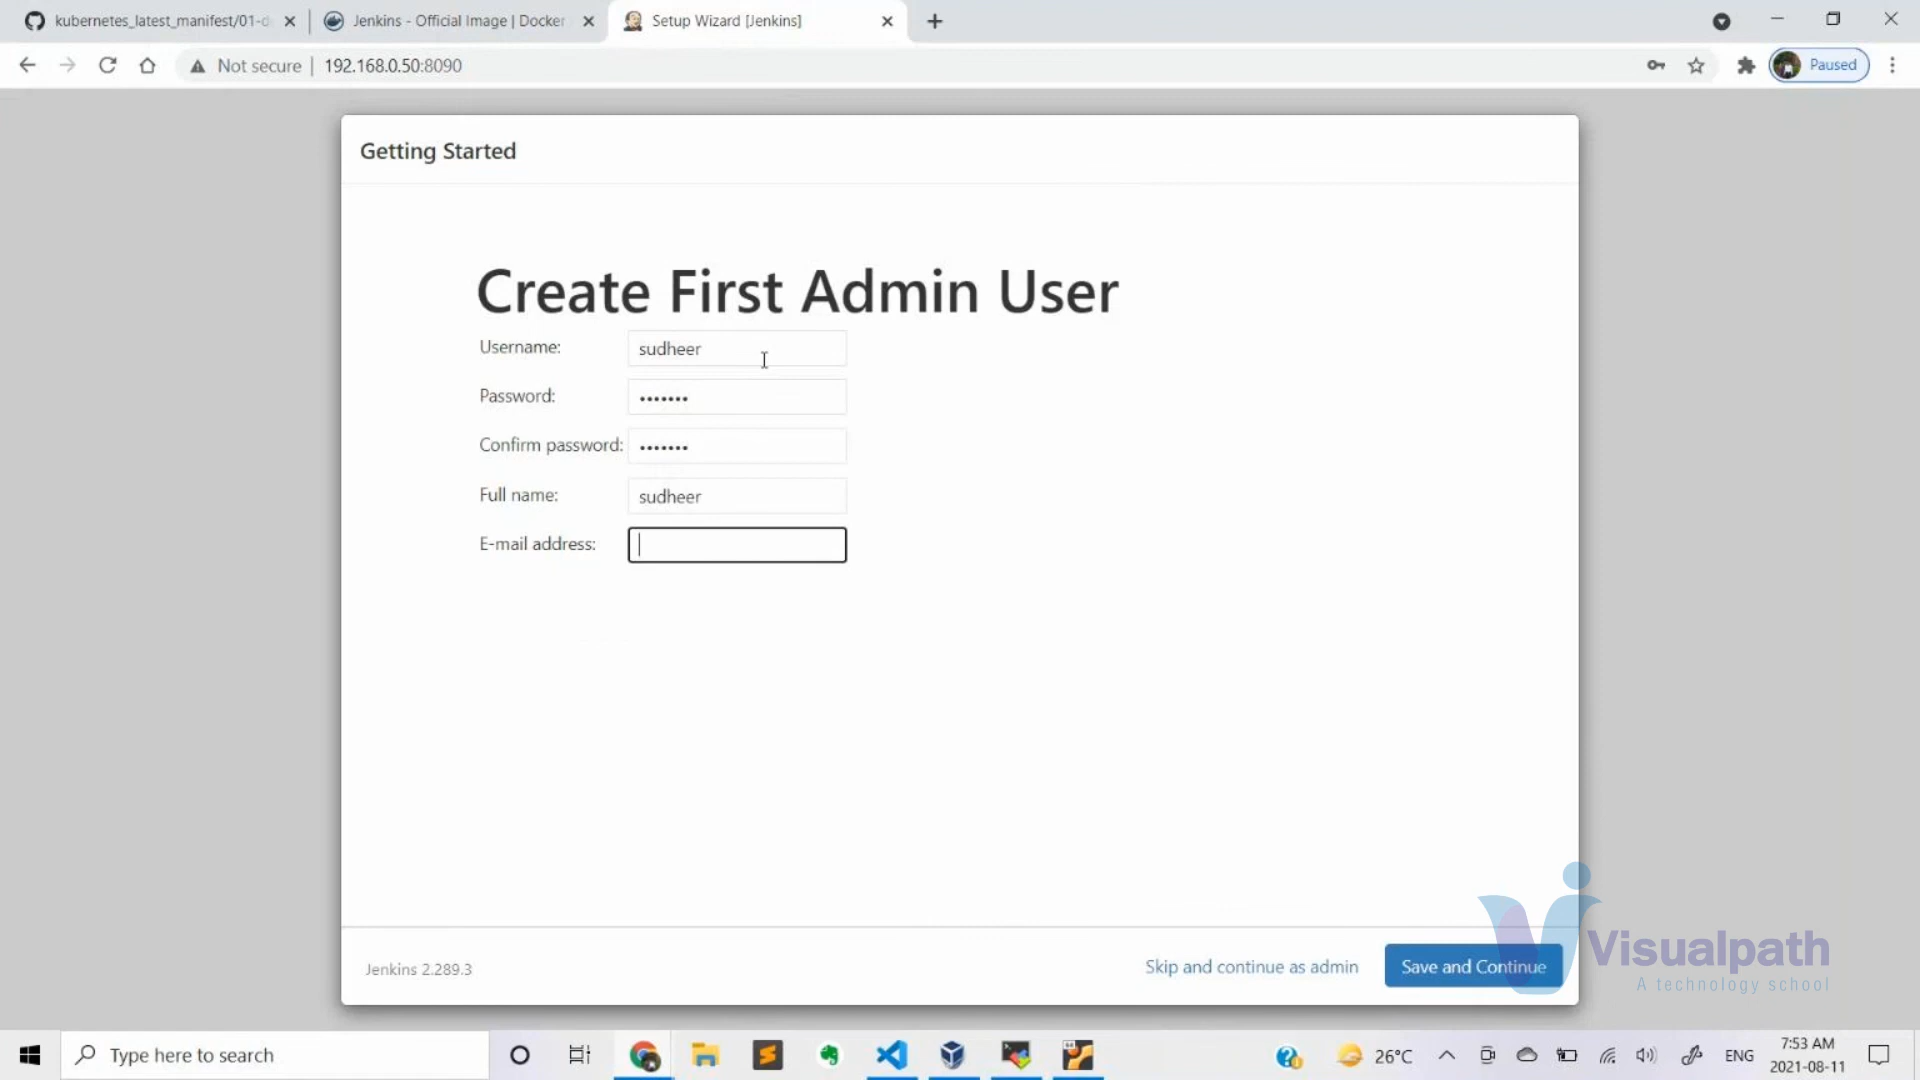 kubernetes_latest_manifest/01-d
Jenkins - Official Image | Docker
Setup Wizard [Jenkins]
Not secure | 192.168.0.50:8090
Paused
Getting Started
Create First Admin User
Username: sudheer
Password: •••••••
Confirm password: •••••••
Full name: sudheer
E-mail address:
Jenkins 2.289.3
Skip and continue as admin
Save and Continue
Visualpath
A technology school
Type here to search
26°C
ENG
7:53 AM
2021-08-11